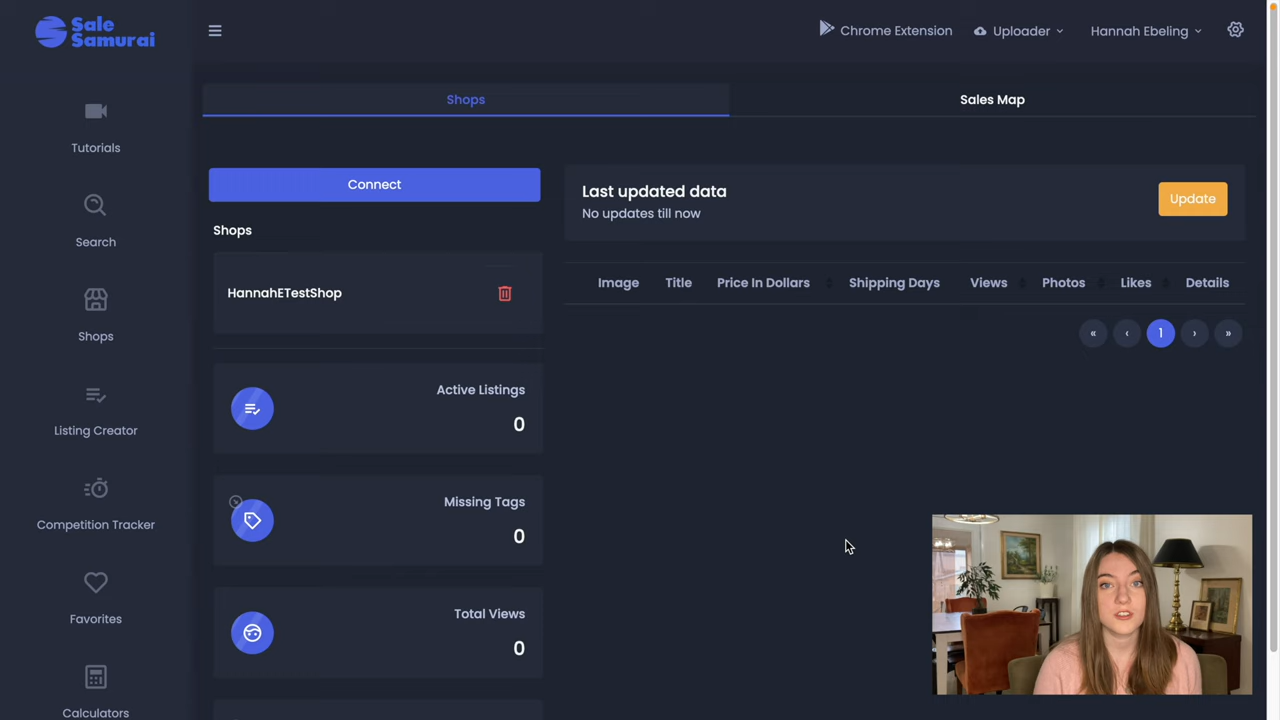 Sale
Samurai
Chrome Extension
Uploader
Hannah Ebeling
Shops
Sales Map
Tutorials
Search
Shops
Listing Creator
Competition Tracker
Favorites
Calculators
Connect
Shops
HannahETestShop
Active Listings
0
Missing Tags
0
Total Views
0
Last updated data
No updates till now
Update
Image Title Price In Dollars Shipping Days Views Photos Likes Details
« ‹ 1 › »